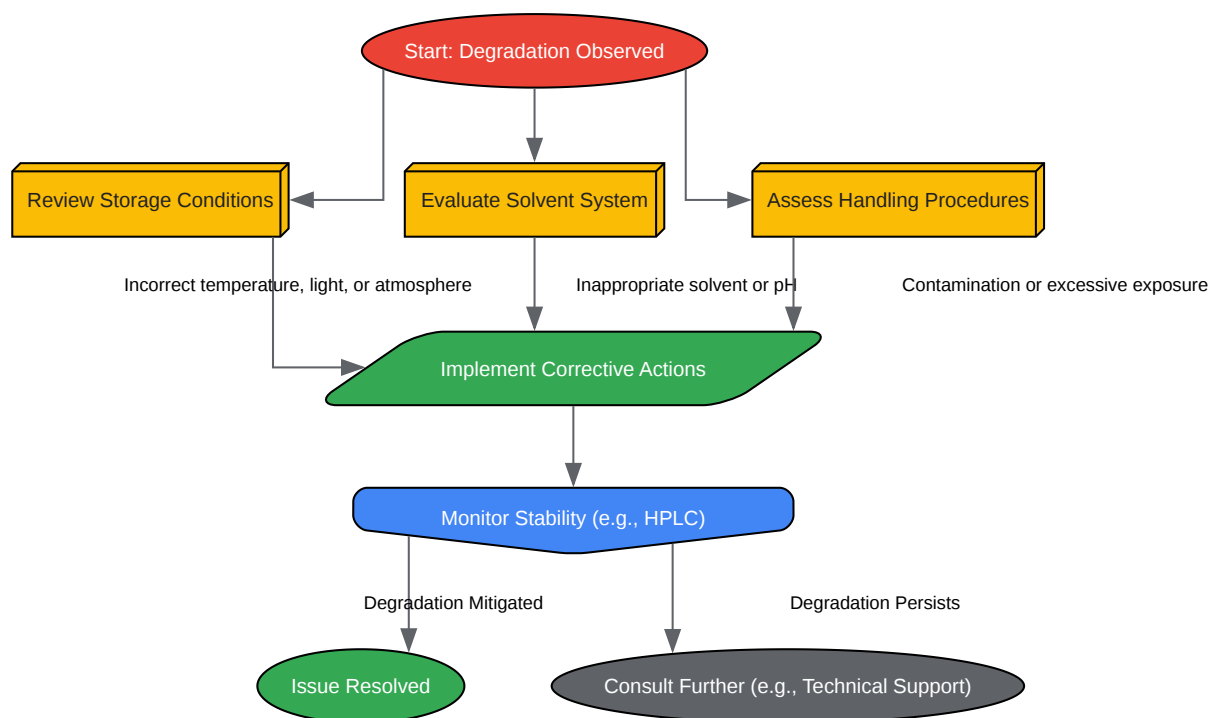 Start: Degradation Observed
Review Storage Conditions
Evaluate Solvent System
Assess Handling Procedures
Incorrect temperature, light, or atmosphere
Inappropriate solvent or pH
Contamination or excessive exposure
Implement Corrective Actions
Monitor Stability (e.g., HPLC)
Degradation Mitigated
Degradation Persists
Issue Resolved
Consult Further (e.g., Technical Support)